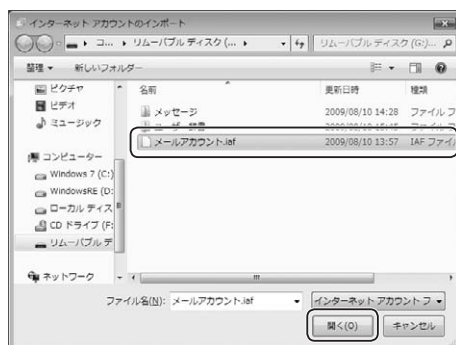 インターネット アカウントのインポート
コ... リムーバブル ディスク (... リムーバブル ディスク (G:)...
整理 新しいフォルダー
ピクチャ
ビデオ
ミュージック
コンピューター
Windows 7 (C:)
WindowsRE (D:
ローカル ディス
CD ドライブ (F:
リムーバブル デ
ネットワーク
名前 更新日時 種類
メッセージ 2009/08/10 14:28 ファイル フ
メールアカウント.iaf 2009/08/10 13:57 IAF ファイ
ファイル名(N): メールアカウント.iaf インターネット アカウント フ
開く(O) キャンセル